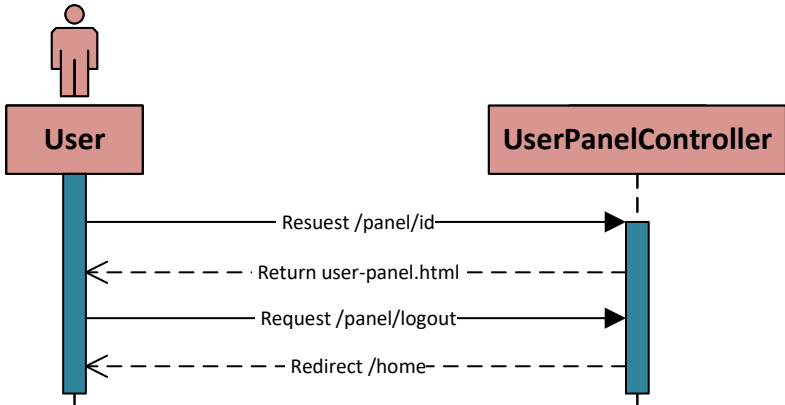 User
UserPanelController
Resuest /panel/id
Return user-panel.html
Request /panel/logout
Redirect /home